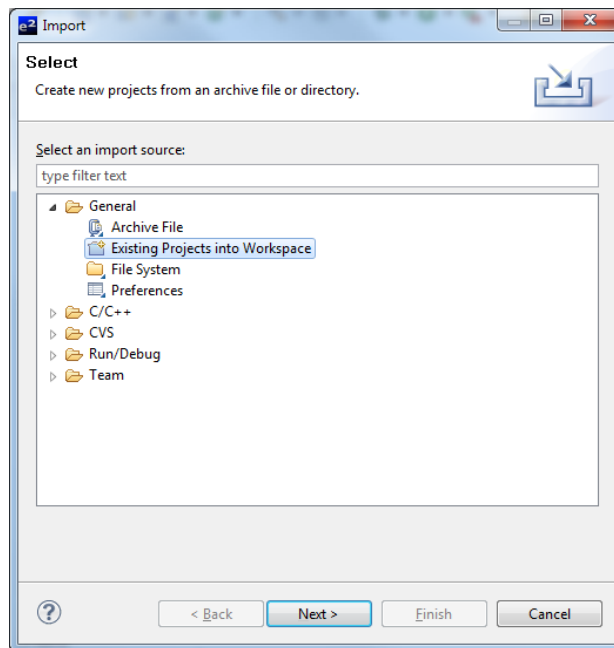 e² Import
Select
Create new projects from an archive file or directory.
Select an import source:
type filter text
General
Archive File
Existing Projects into Workspace
File System
Preferences
C/C++
CVS
Run/Debug
Team
? < Back Next > Finish Cancel